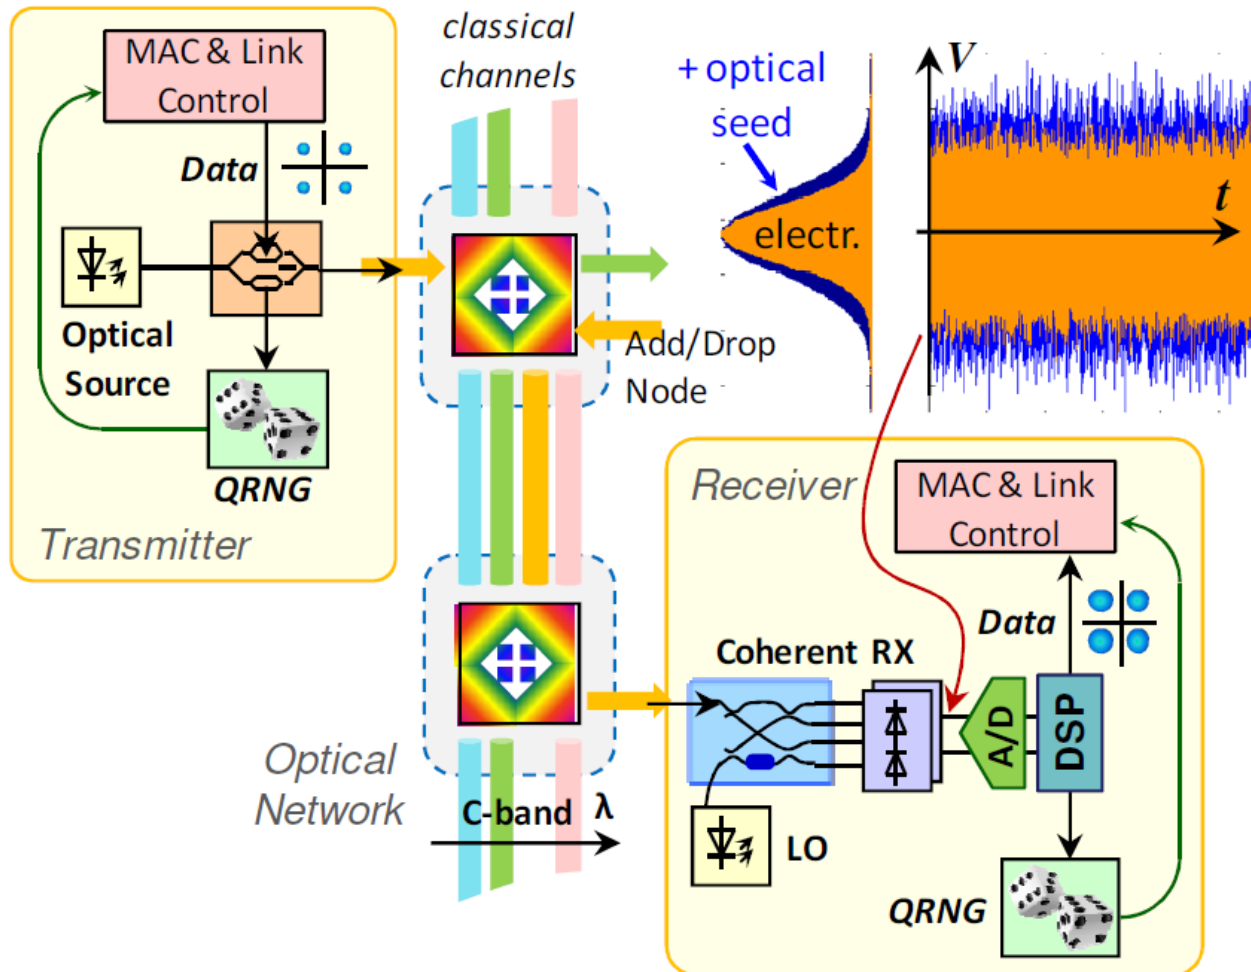 MAC & Link
Control
Data
Optical
Source
QRNG
Transmitter
classical
channels
+ optical
seed
electr.
V
t
Add/Drop
Node
Receiver
MAC & Link
Control
Data
Coherent RX
A/D
DSP
LO
QRNG
Optical
Network
C-band λ